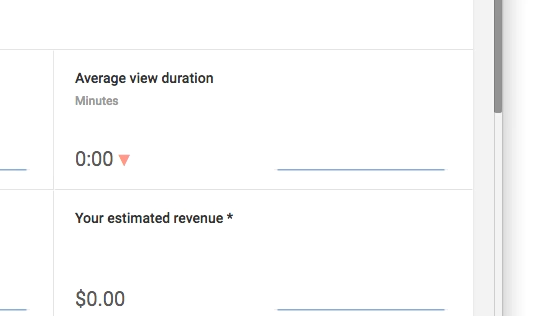 Average view duration
Minutes
0:00 ▼
Your estimated revenue *
$0.00